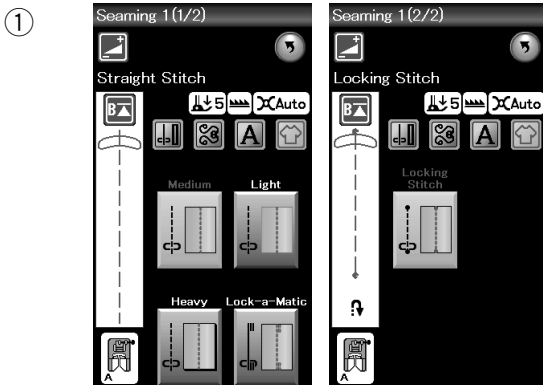 ①
Seaming 1(1/2)
Straight Stitch
B
5
Auto
A
Medium
Light
Heavy
Lock-a-Matic
A
Seaming 1(2/2)
Locking Stitch
B
5
Auto
A
Locking
Stitch
A